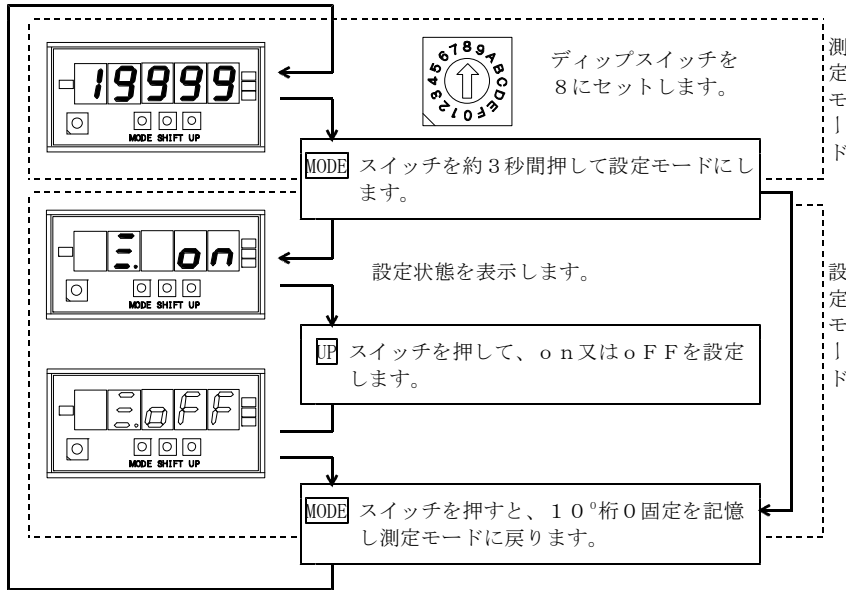 19999
MODE SHIFT UP
0123456789ABCDEF
ディップスイッチを
８にセットします。
測定モード
MODE スイッチを約３秒間押して設定モードにし
ます。
on
MODE SHIFT UP
設定状態を表示します。
設定モード
UP スイッチを押して、ｏｎ又はｏＦＦを設定
します。
oFF
MODE SHIFT UP
MODE スイッチを押すと、１０⁰桁０固定を記憶
し測定モードに戻ります。